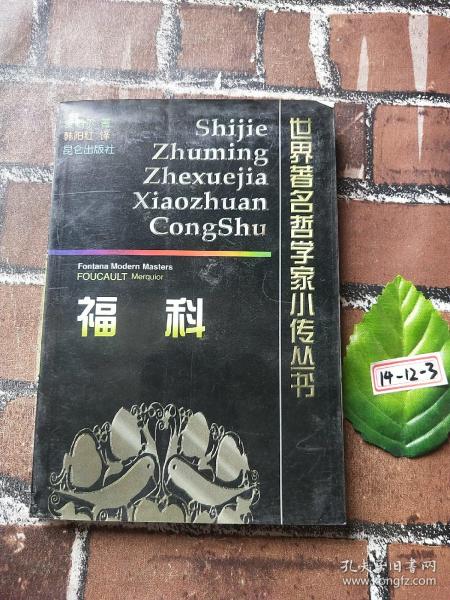 著
韩阳红 译
昆仑出版社
Shijie
Zhuming
Zhexuejia
Xiaozhuan
CongShu
Fontana Modern Masters
FOUCAULT Merquior
福科
世界著名哲学家小传丛书
14-12-3
孔夫子旧书网
www.kongfz.com